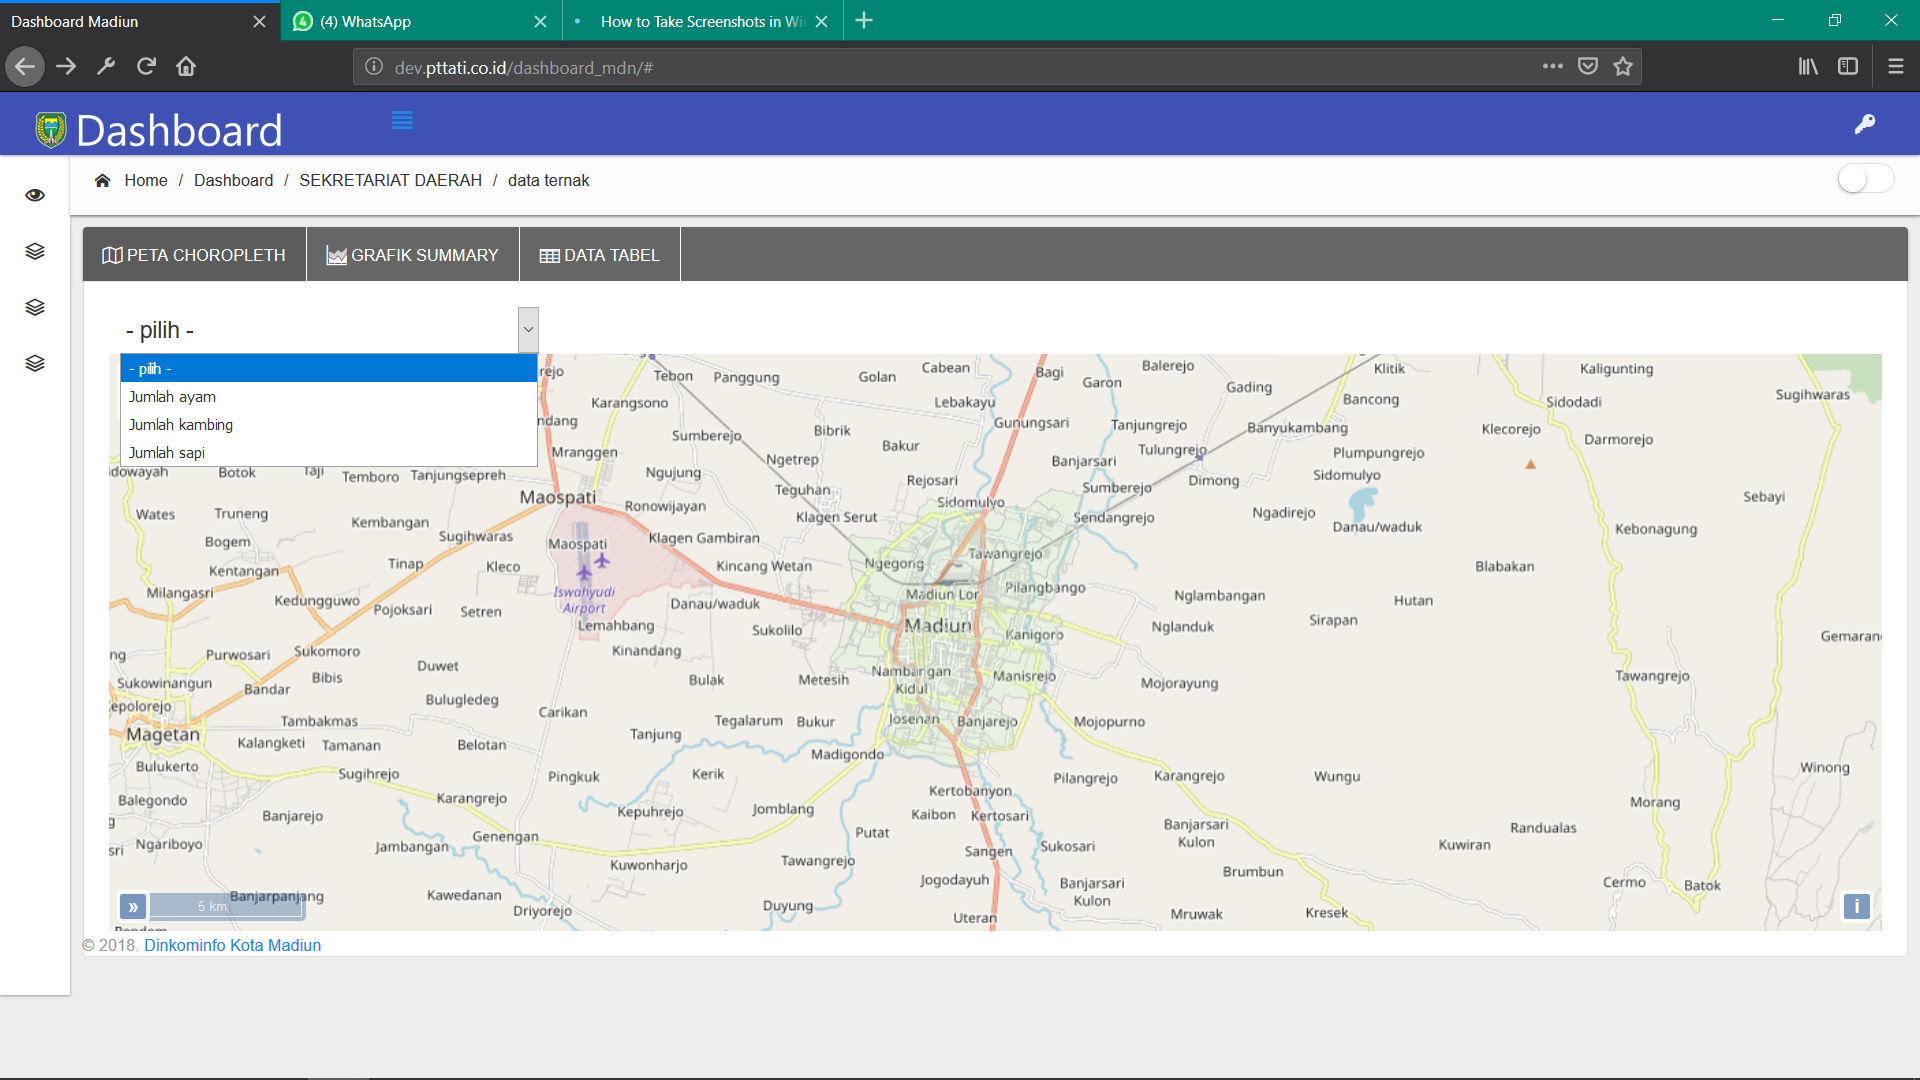 Dashboard Madiun
(4) WhatsApp
How to Take Screenshots in Wi
dev.pttati.co.id/dashboard_mdn/#
Dashboard
Home / Dashboard / SEKRETARIAT DAERAH / data ternak
PETA CHOROPLETH
GRAFIK SUMMARY
DATA TABEL
- pilih -
- pilih -
Jumlah ayam
Jumlah kambing
Jumlah sapi
Tebon
Panggung
Golan
Cabean
Bagi
Garon
Balerejo
Gading
Klitik
Kaligunting
Sugihwaras
Karangsono
Lebakayu
Gunungsari
Tanjungrejo
Bancong
Sidodadi
Sumberejo
Bibrik
Bakur
Banyukambang
Klecorejo
Darmorejo
Mranggen
Ngetrep
Banjarsari
Tulungrejo
Plumpungrejo
Botok
Taji
Temboro
Tanjungsepreh
Ngujung
Rejosari
Sumberejo
Dimong
Sidomulyo
Maospati
Ronowijayan
Teguhan
Sidomulyo
Sebayi
Wates
Truneng
Kembangan
Klagen Serut
Sendangrejo
Ngadirejo
Danau/waduk
Kebonagung
Bogem
Sugihwaras
Maospati
Klagen Gambiran
Tawangrejo
Kentangan
Tinap
Kleco
Kincang Wetan
Ngegong
Blabakan
Milangasri
Kedungguwo
Pojoksari
Setren
Iswahyudi
Airport
Danau/waduk
Madiun Lor
Pilangbango
Nglambangan
Hutan
Lemahbang
Sukolilo
Madiun
Kanigoro
Nglanduk
Sirapan
Gemaran
Purwosari
Sukomoro
Duwet
Kinandang
Sukowinangun
Bandar
Bibis
Bulugledeg
Bulak
Metesih
Nambangan
Kidul
Manisrejo
Mojorayung
Tawangrejo
epolorejo
Tambakmas
Carikan
Tegalarum
Bukur
Josenan
Banjarejo
Mojopurno
Magetan
Kalangketi
Tamanan
Belotan
Tanjung
Madigondo
Bulukerto
Sugihrejo
Pingkuk
Kerik
Pilangrejo
Karangrejo
Wungu
Winong
Balegondo
Karangrejo
Kertobanyon
Morang
Banjarejo
Kepuhrejo
Jomblang
Kaibon
Kertosari
Banjarsari
Kulon
Randualas
Ngariboyo
Jambangan
Genengan
Putat
Kuwiran
Kuwonharjo
Tawangrejo
Sangen
Sukosari
Brumbun
Banjarpanjang
Kawedanan
Jogodayuh
Banjarsari
Kulon
Cermo
Batok
Driyorejo
Duyung
Uteran
Mruwak
Kresek
» 5 km
i
© 2018. Dinkominfo Kota Madiun